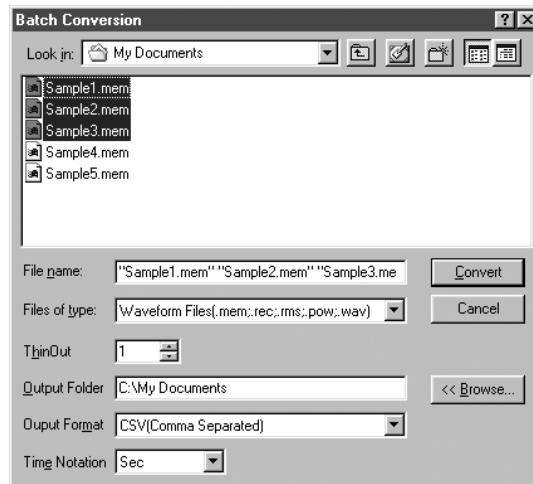 Batch Conversion
Look in: My Documents
Sample1.mem
Sample2.mem
Sample3.mem
Sample4.mem
Sample5.mem
File name: "Sample1.mem" "Sample2.mem" "Sample3.me Convert
Files of type: Waveform Files(.mem;.rec;.rms;.pow;.wav) Cancel
ThinOut 1
Output Folder C:\My Documents << Browse...
Ouput Format CSV(Comma Separated)
Time Notation Sec